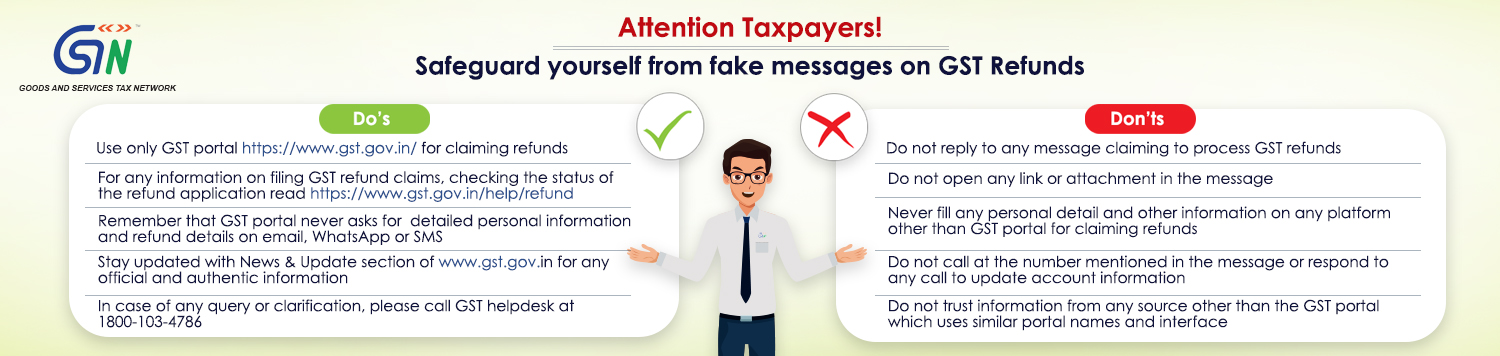 Attention Taxpayers!
Safeguard yourself from fake messages on GST Refunds
GSTN
GOODS AND SERVICES TAX NETWORK
Do's
Use only GST portal https://www.gst.gov.in/ for claiming refunds
For any information on filing GST refund claims, checking the status of
the refund application read https://www.gst.gov.in/help/refund
Remember that GST portal never asks for detailed personal information
and refund details on email, WhatsApp or SMS
Stay updated with News & Update section of www.gst.gov.in for any
official and authentic information
In case of any query or clarification, please call GST helpdesk at
1800-103-4786
Don'ts
Do not reply to any message claiming to process GST refunds
Do not open any link or attachment in the message
Never fill any personal detail and other information on any platform
other than GST portal for claiming refunds
Do not call at the number mentioned in the message or respond to
any call to update account information
Do not trust information from any source other than the GST portal
which uses similar portal names and interface